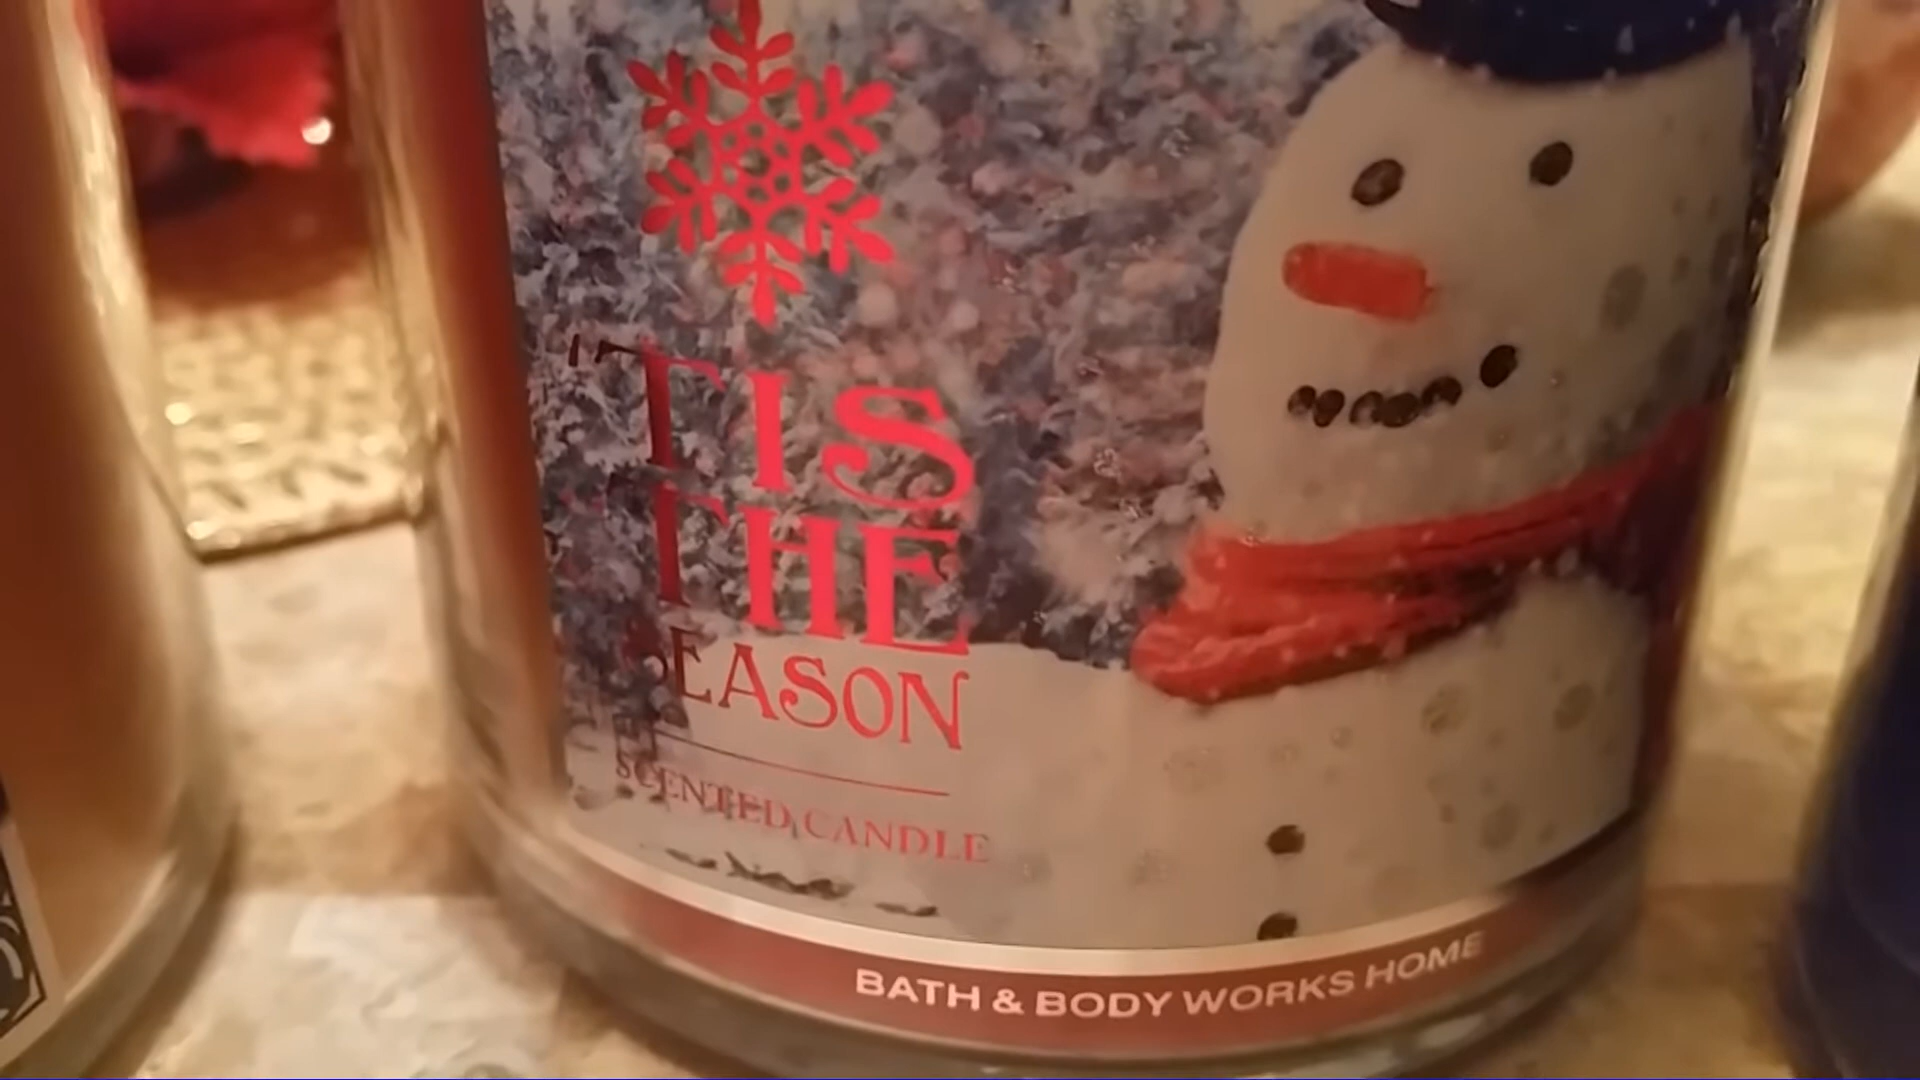 'TIS
THE
SEASON
SCENTED CANDLE
BATH & BODY WORKS HOME